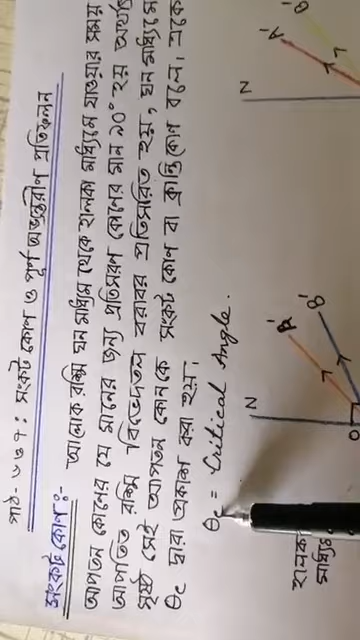 পাঠ- ৬ ও ৭ : সংকট কোণ ও পূর্ণ অভ্যন্তরীণ প্রতিফলন
সংকট কোণ:- আলোক রশ্মি ঘন মাধ্যম থেকে হালকা মাধ্যমে যাওয়ার সময়
আপতন কোণের যে মানের জন্য প্রতিসরণ কোণের মান ৯০° হয় অর্থাৎ
আপতিত রশ্মি বিভেদতল বরাবর প্রতিসরিত হয়, ঘন মাধ্যমে
সৃষ্ট সেই আপতন কোণকে সংকট কোণ বা ক্রান্তি কোণ বলে। একে
θc দ্বারা প্রকাশ করা হয়।
θc = Critical Angle.
N
A'
B'
N
A'
B'
O
হালকা
মাধ্যম